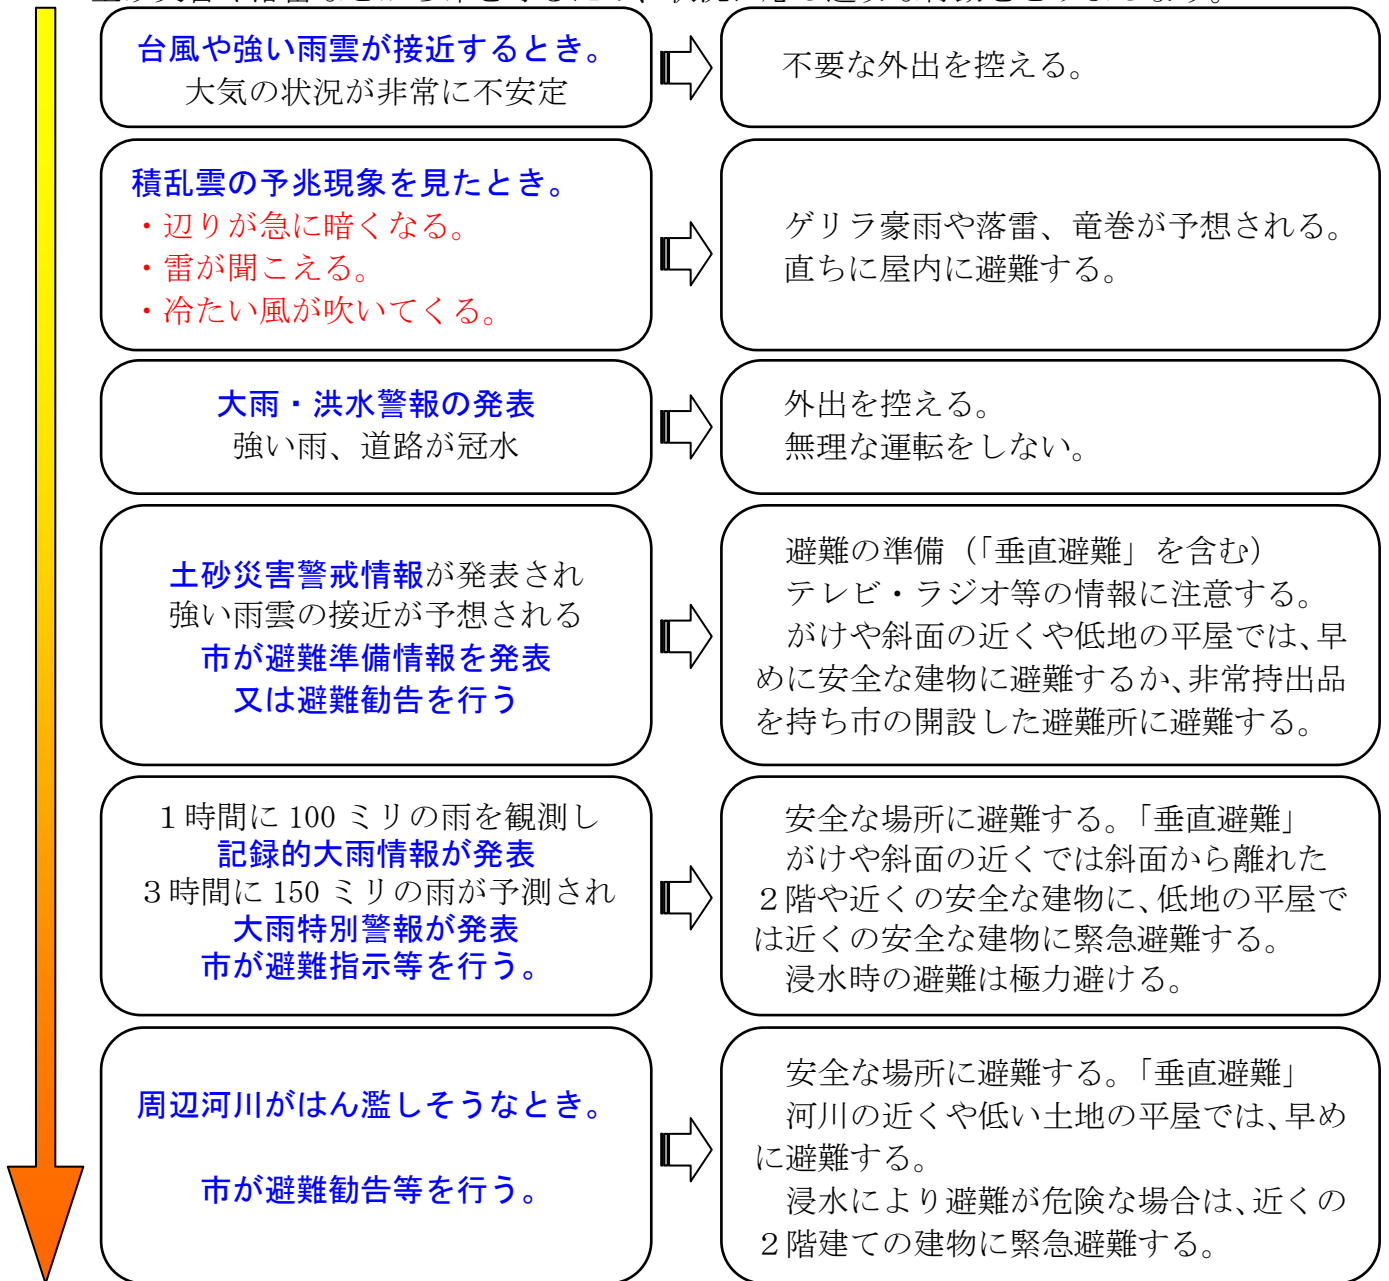 台風や強い雨雲が接近するとき。
大気の状況が非常に不安定
不要な外出を控える。
積乱雲の予兆現象を見たとき。
・辺りが急に暗くなる。
・雷が聞こえる。
・冷たい風が吹いてくる。
ゲリラ豪雨や落雷、竜巻が予想される。
直ちに屋内に避難する。
大雨・洪水警報の発表
強い雨、道路が冠水
外出を控える。
無理な運転をしない。
土砂災害警戒情報が発表され
強い雨雲の接近が予想される
市が避難準備情報を発表
又は避難勧告を行う
避難の準備（「垂直避難」を含む）
テレビ・ラジオ等の情報に注意する。
がけや斜面の近くや低地の平屋では、早
めに安全な建物に避難するか、非常持出品
を持ち市の開設した避難所に避難する。
１時間に 100 ミリの雨を観測し
記録的大雨情報が発表
３時間に 150 ミリの雨が予測され
大雨特別警報が発表
市が避難指示等を行う。
安全な場所に避難する。「垂直避難」
がけや斜面の近くでは斜面から離れた
２階や近くの安全な建物に、低地の平屋で
は近くの安全な建物に緊急避難する。
浸水時の避難は極力避ける。
周辺河川がはん濫しそうなとき。
市が避難勧告等を行う。
安全な場所に避難する。「垂直避難」
河川の近くや低い土地の平屋では、早め
に避難する。
浸水により避難が危険な場合は、近くの
２階建ての建物に緊急避難する。